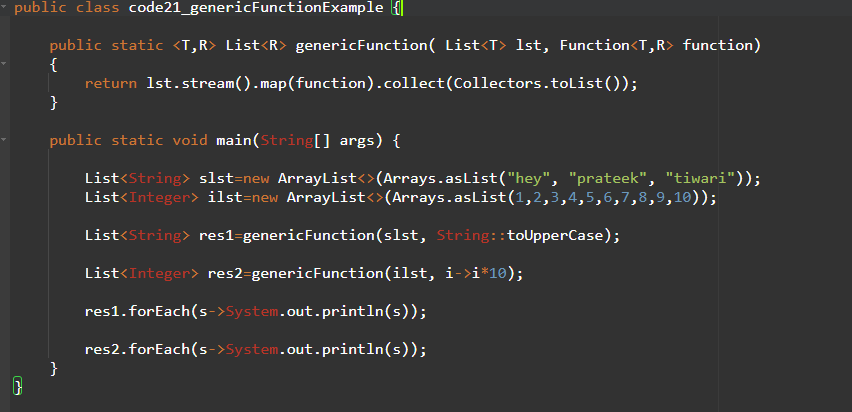 public class code21_genericFunctionExample {
public static <T,R> List<R> genericFunction( List<T> lst, Function<T,R> function)
{
return lst.stream().map(function).collect(Collectors.toList());
}
public static void main(String[] args) {
List<String> slst=new ArrayList<>(Arrays.asList("hey", "prateek", "tiwari"));
List<Integer> ilst=new ArrayList<>(Arrays.asList(1,2,3,4,5,6,7,8,9,10));
List<String> res1=genericFunction(slst, String::toUpperCase);
List<Integer> res2=genericFunction(ilst, i->i*10);
res1.forEach(s->System.out.println(s));
res2.forEach(s->System.out.println(s));
}
}